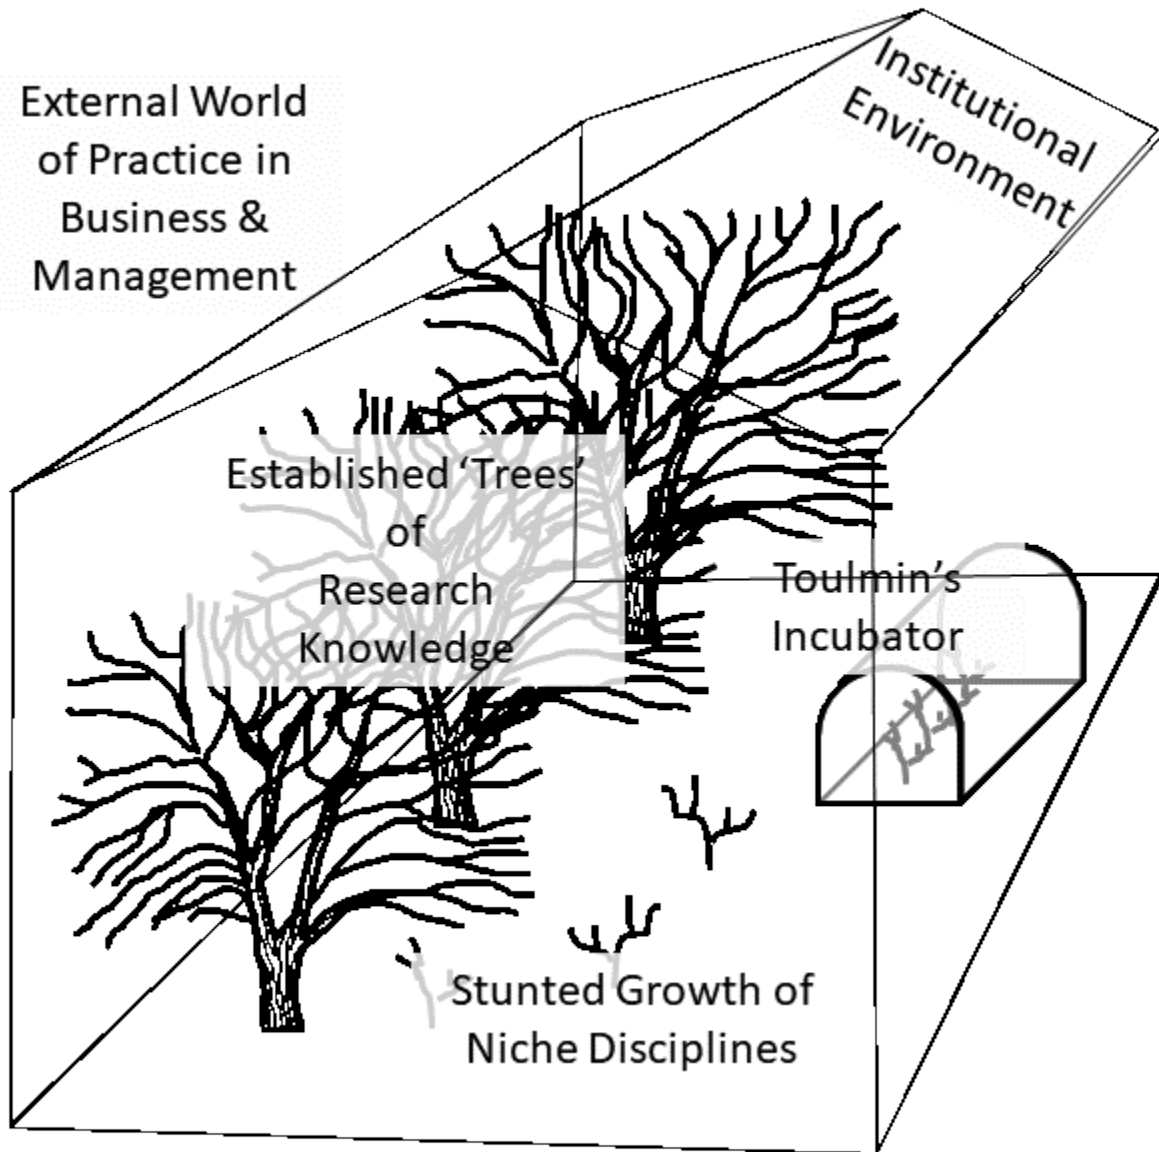 External World
of Practice in
Business &
Management
Institutional
Environment
Established ‘Trees’
of
Research
Knowledge
Toulmin’s
Incubator
Stunted Growth of
Niche Disciplines